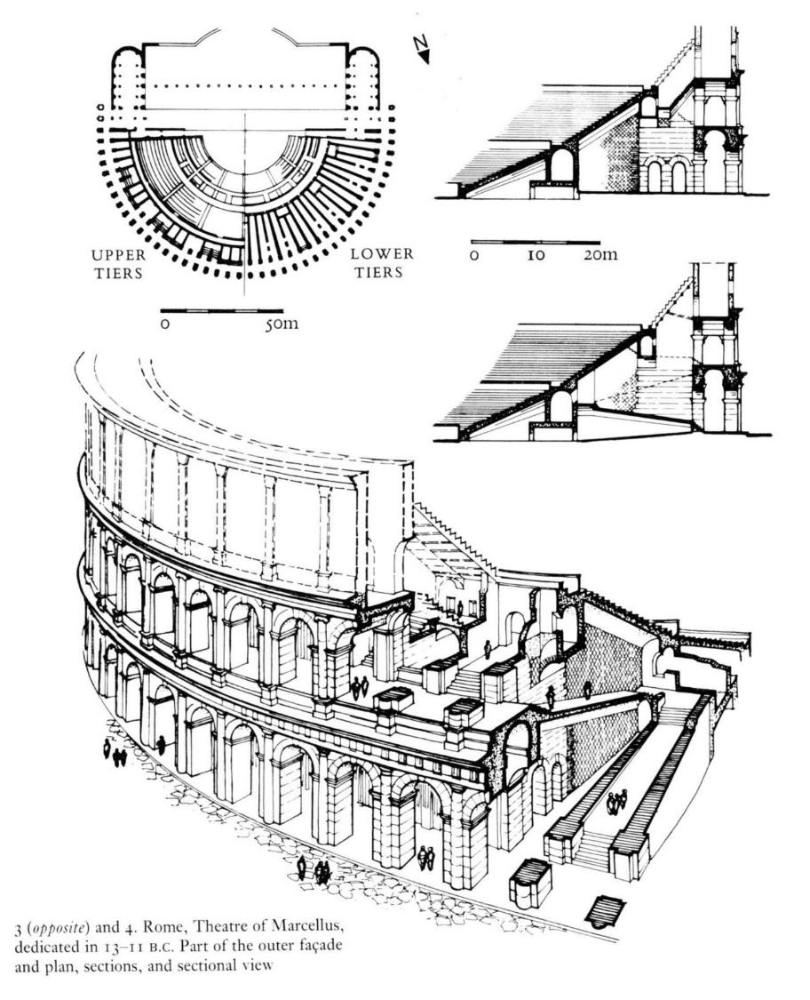 N
UPPER
TIERS
LOWER
TIERS
0 50m
0 10 20m
3 (opposite) and 4. Rome, Theatre of Marcellus,
dedicated in 13–11 B.C. Part of the outer façade
and plan, sections, and sectional view